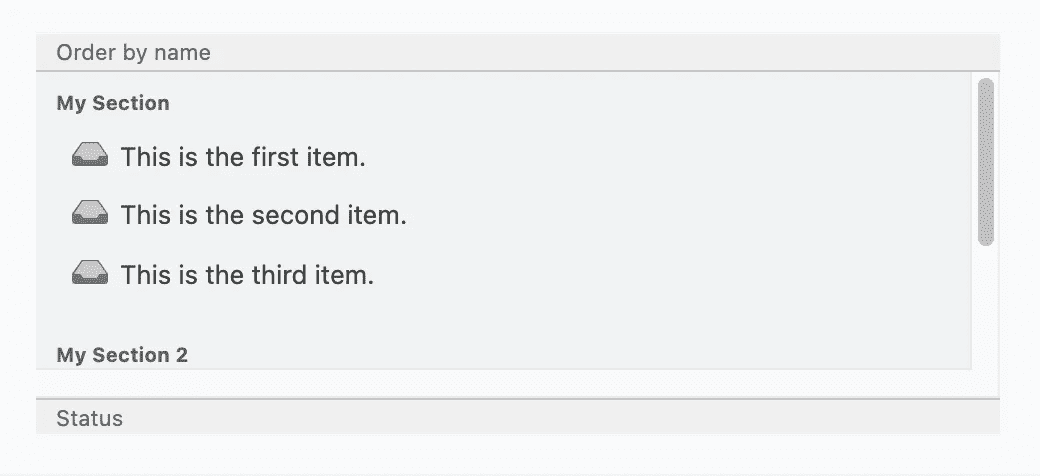 Order by name
My Section
This is the first item.
This is the second item.
This is the third item.
My Section 2
Status